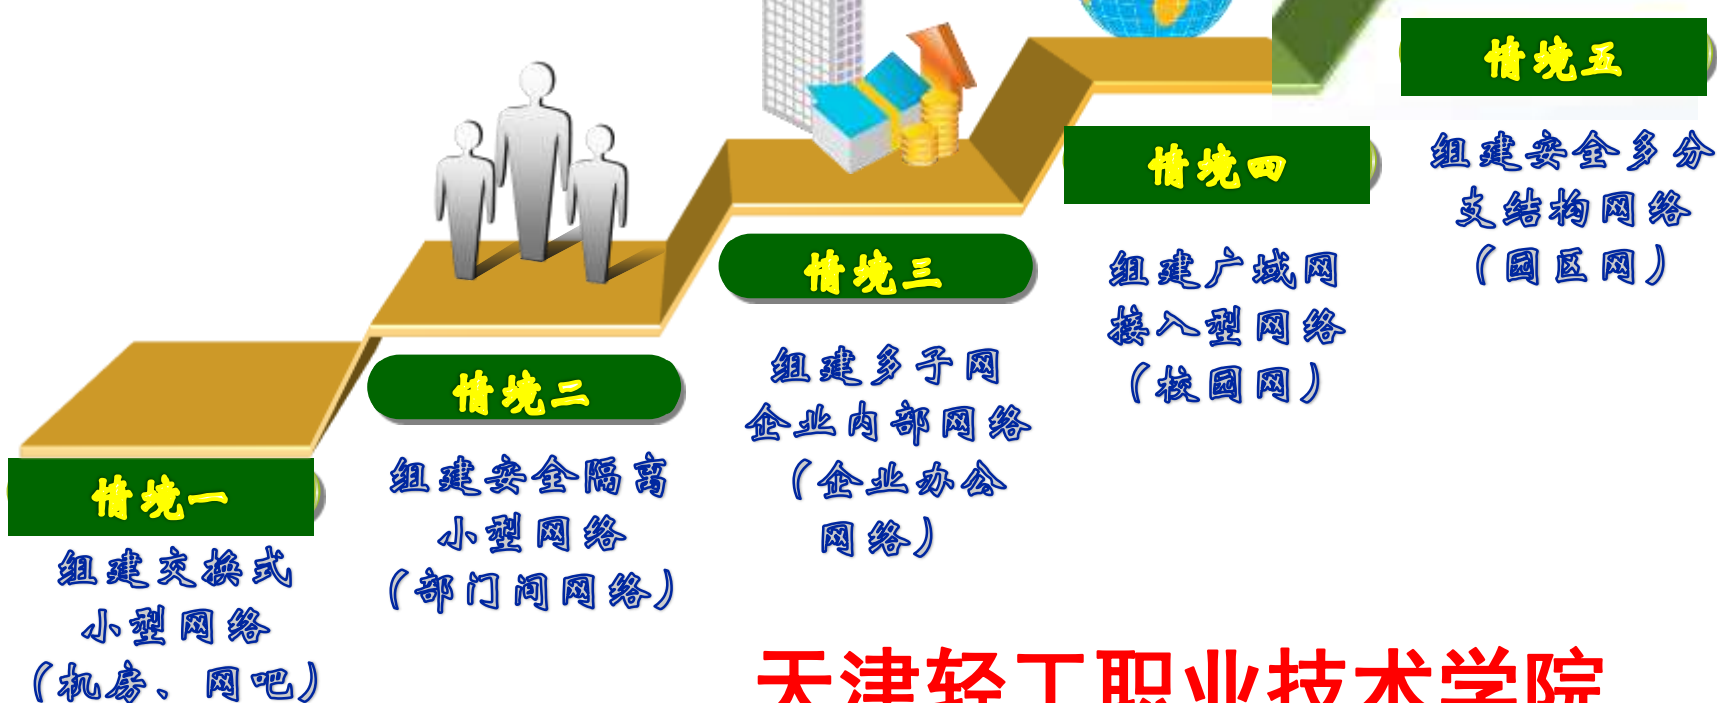 情境一
组建交换式
小型网络
（机房、网吧）
情境二
组建安全隔离
小型网络
（部门间网络）
情境三
组建多子网
企业内部网络
（企业办公
网络）
情境四
组建广域网
接入型网络
（校园网）
情境五
组建安全多分
支结构网络
（园区网）
天津轻工职业技术学院